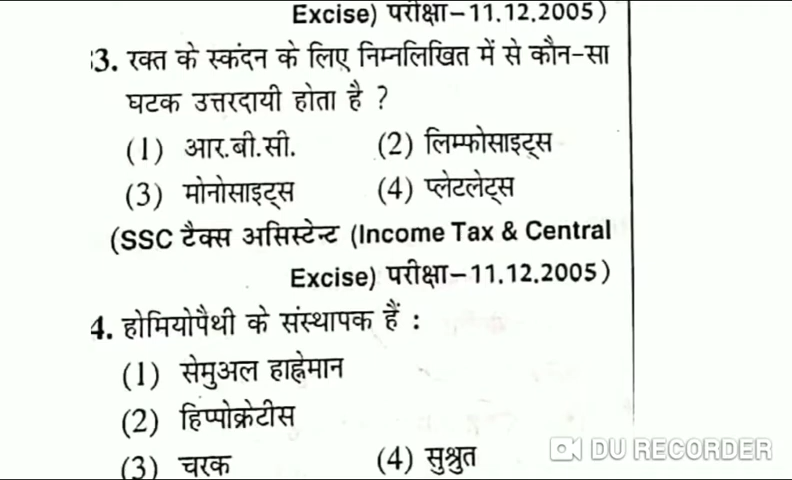 Excise) परीक्षा–11.12.2005)
3. रक्त के स्कंदन के लिए निम्नलिखित में से कौन-सा
घटक उत्तरदायी होता है ?
(1) आर.बी.सी. (2) लिम्फोसाइट्स
(3) मोनोसाइट्स (4) प्लेटलेट्स
(SSC टैक्स असिस्टेन्ट (Income Tax & Central
Excise) परीक्षा–11.12.2005)
4. होमियोपैथी के संस्थापक हैं :
(1) सेमुअल हाह्नेमान
(2) हिप्पोक्रेटीस
(3) चरक (4) सुश्रुत
DU RECORDER